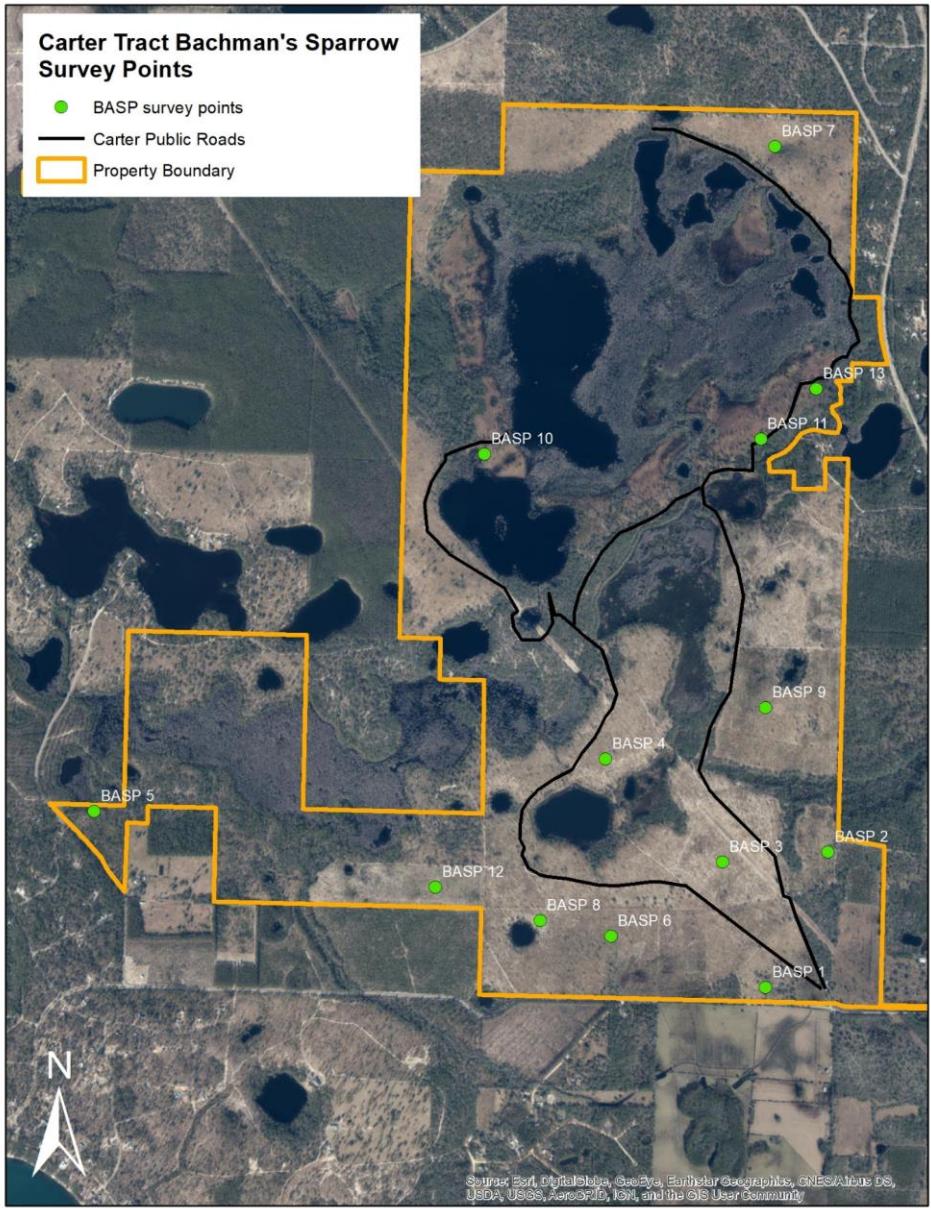 Carter Tract Bachman's Sparrow
Survey Points
BASP survey points
Carter Public Roads
Property Boundary
BASP 7
BASP 13
BASP 11
BASP 10
BASP 9
BASP 4
BASP 5
BASP 2
BASP 3
BASP 12
BASP 8
BASP 6
BASP 1
N
Source: Esri, DigitalGlobe, GeoEye, Earthstar Geographics, CNES/Airbus DS,
USDA, USGS, AeroGRID, IGN, and the GIS User Community